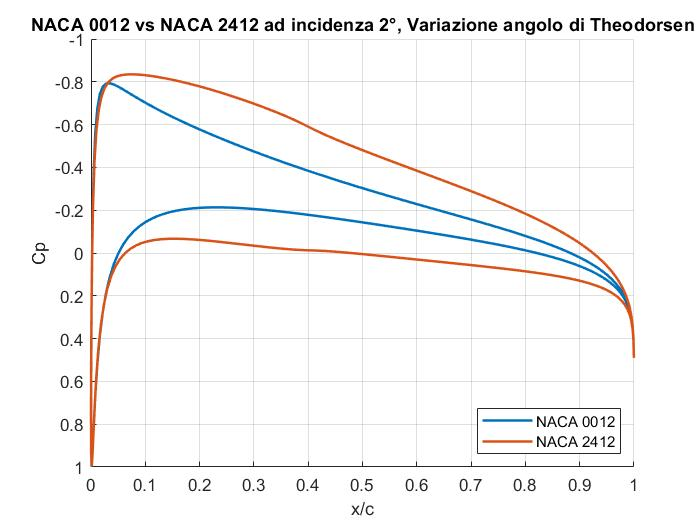 NACA 0012 vs NACA 2412 ad incidenza 2°, Variazione angolo di Theodorsen
-1
-0.8
-0.6
-0.4
-0.2
0
0.2
0.4
0.6
0.8
1
Cp
NACA 0012
NACA 2412
0 0.1 0.2 0.3 0.4 0.5 0.6 0.7 0.8 0.9 1
x/c